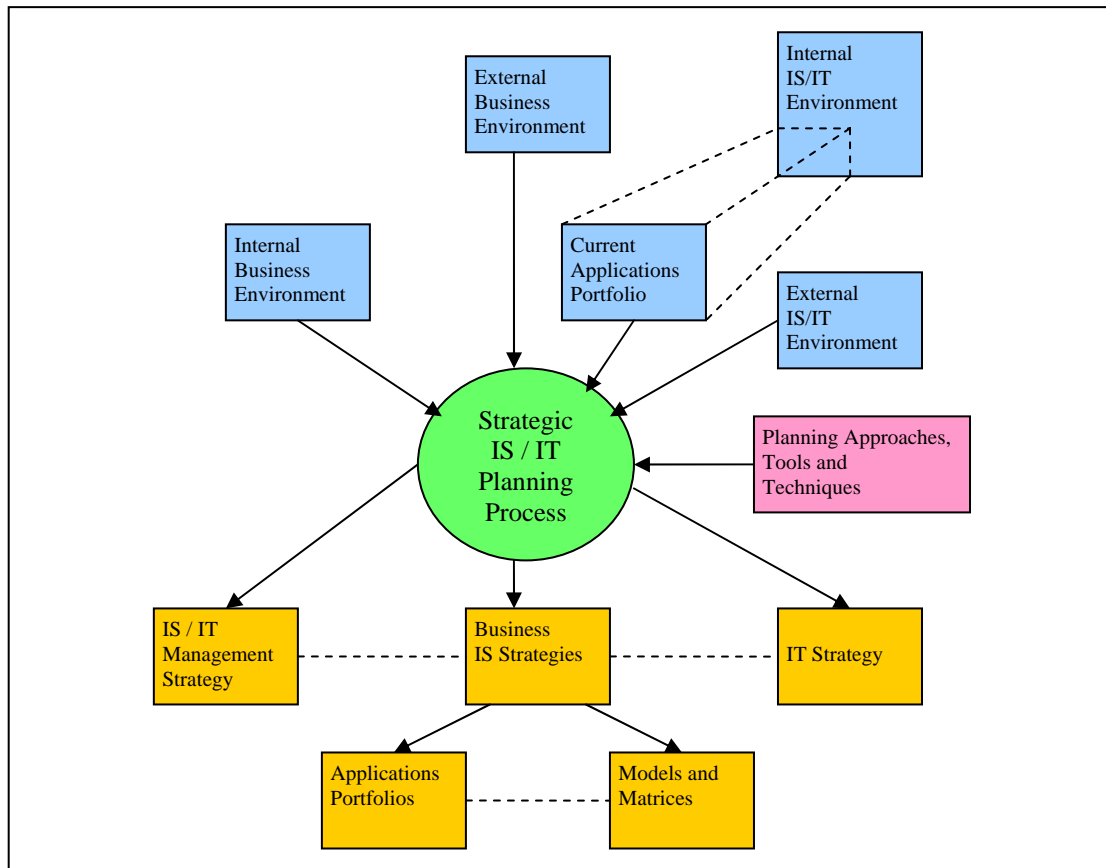 External
Business
Environment
Internal
IS/IT
Environment
Internal
Business
Environment
Current
Applications
Portfolio
External
IS/IT
Environment
Strategic
IS / IT
Planning
Process
Planning Approaches,
Tools and
Techniques
IS / IT
Management
Strategy
Business
IS Strategies
IT Strategy
Applications
Portfolios
Models and
Matrices